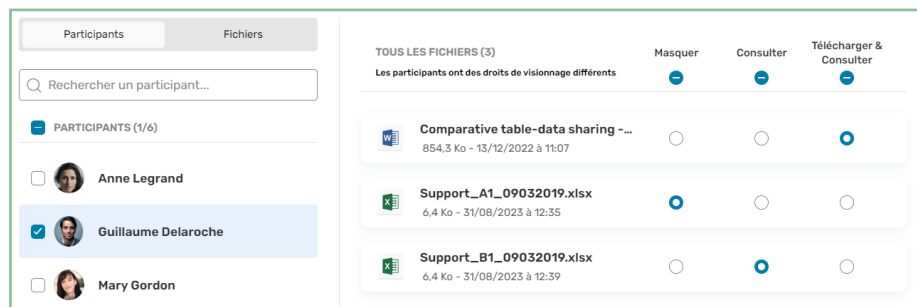 Participants
Fichiers
Rechercher un participant...
PARTICIPANTS (1/6)
Anne Legrand
Guillaume Delaroche
Mary Gordon
TOUS LES FICHIERS (3)
Les participants ont des droits de visionnage différents
Masquer
Consulter
Télécharger &
Consulter
Comparative table-data sharing -...
854,3 Ko - 13/12/2022 à 11:07
Support_A1_09032019.xlsx
6,4 Ko - 31/08/2023 à 12:35
Support_B1_09032019.xlsx
6,4 Ko - 31/08/2023 à 12:39